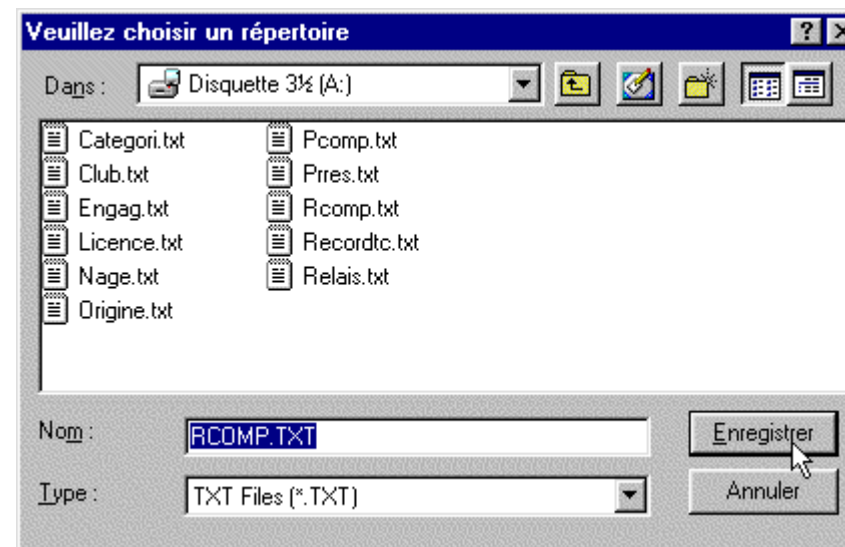 Veuillez choisir un répertoire
Dans : Disquette 3½ (A:)
Categori.txt
Club.txt
Engag.txt
Licence.txt
Nage.txt
Origine.txt
Pcomp.txt
Prres.txt
Rcomp.txt
Recordtc.txt
Relais.txt
Nom : RCOMP.TXT Enregistrer
Type : TXT Files (*.TXT) Annuler